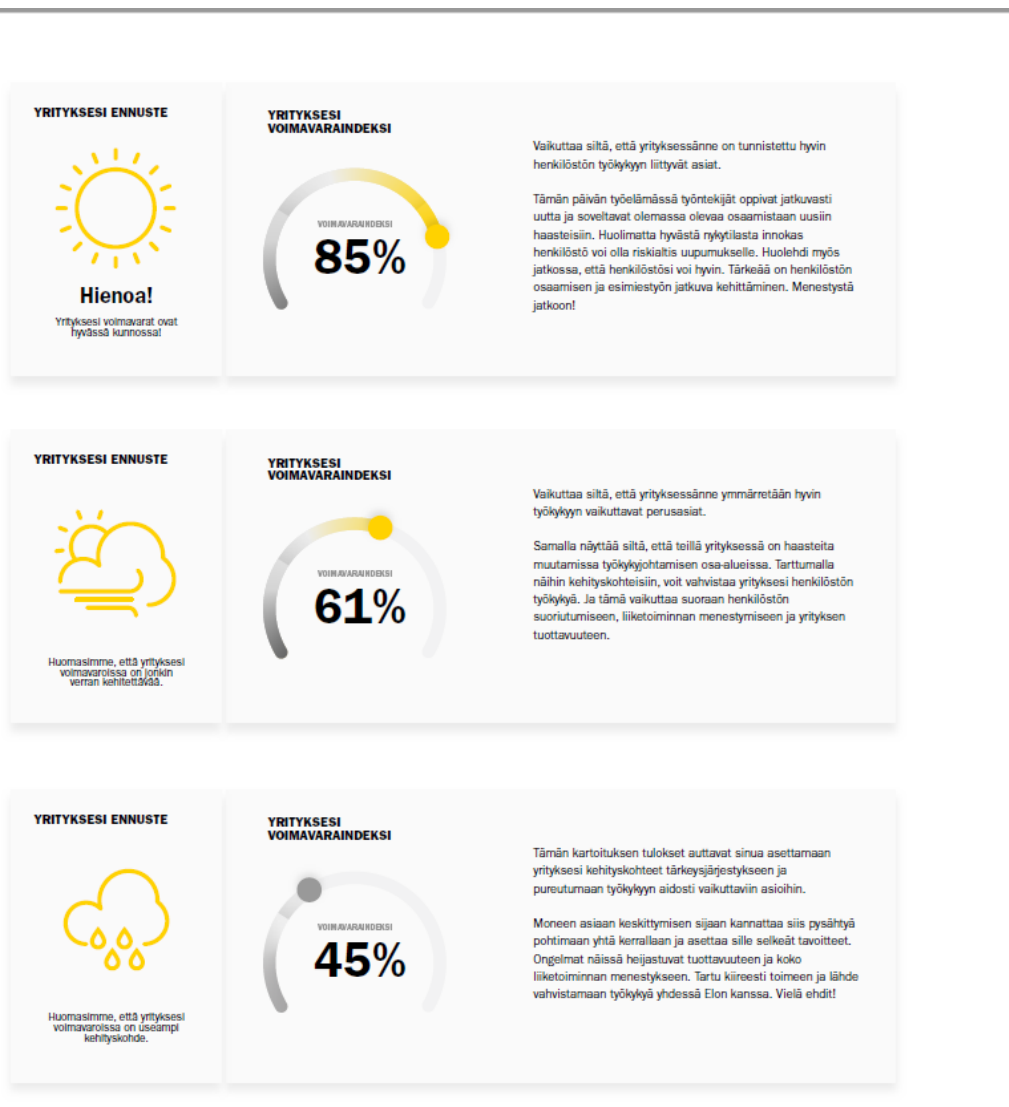 YRITYKSESI ENNUSTE
Hienoa!
Yrityksesi voimavarat ovat
hyvässä kunnossa!
YRITYKSESI
VOIMAVARAINDEKSI
VOIMAVARAINDEKSI
85%
Vaikuttaa siltä, että yrityksessänne on tunnistettu hyvin
henkilöstön työkykyyn liittyvät asiat.
Tämän päivän työelämässä työntekijät oppivat jatkuvasti
uutta ja soveltavat olemassa olevaa osaamistaan uusiin
haasteisiin. Huolimatta hyvästä nykytilasta innokas
henkilöstö voi olla riskialtis uupumukselle. Huolehdi myös
jatkossa, että henkilöstösi voi hyvin. Tärkeää on henkilöstön
osaamisen ja esimiestyön jatkuva kehittäminen. Menestystä
jatkoon!
YRITYKSESI ENNUSTE
Huomasimme, että yrityksesi
voimavaroissa on jonkin
verran kehitettävää.
YRITYKSESI
VOIMAVARAINDEKSI
VOIMAVARAINDEKSI
61%
Vaikuttaa siltä, että yrityksessänne ymmärretään hyvin
työkykyyn vaikuttavat perusasiat.
Samalla näyttää siltä, että teillä yrityksessä on haasteita
muutamissa työkykyjohtamisen osa-alueissa. Tarttumalla
näihin kehityskohteisiin, voit vahvistaa yrityksesi henkilöstön
työkykyä. Ja tämä vaikuttaa suoraan henkilöstön
suoriutumiseen, liiketoiminnan menestymiseen ja yrityksen
tuottavuuteen.
YRITYKSESI ENNUSTE
Huomasimme, että yrityksesi
voimavaroissa on useampi
kehityskohde.
YRITYKSESI
VOIMAVARAINDEKSI
VOIMAVARAINDEKSI
45%
Tämän kartoituksen tulokset auttavat sinua asettamaan
yrityksesi kehityskohteet tärkeysjärjestykseen ja
pureutumaan työkykyyn aidosti vaikuttaviin asioihin.
Moneen asiaan keskittymisen sijaan kannattaa siis pysähtyä
pohtimaan yhtä kerrallaan ja asettaa sille selkeät tavoitteet.
Ongelmat näissä heijastuvat tuottavuuteen ja koko
liiketoiminnan menestykseen. Tartu kiireesti toimeen ja lähde
vahvistamaan työkykyä yhdessä Elon kanssa. Vielä ehdit!